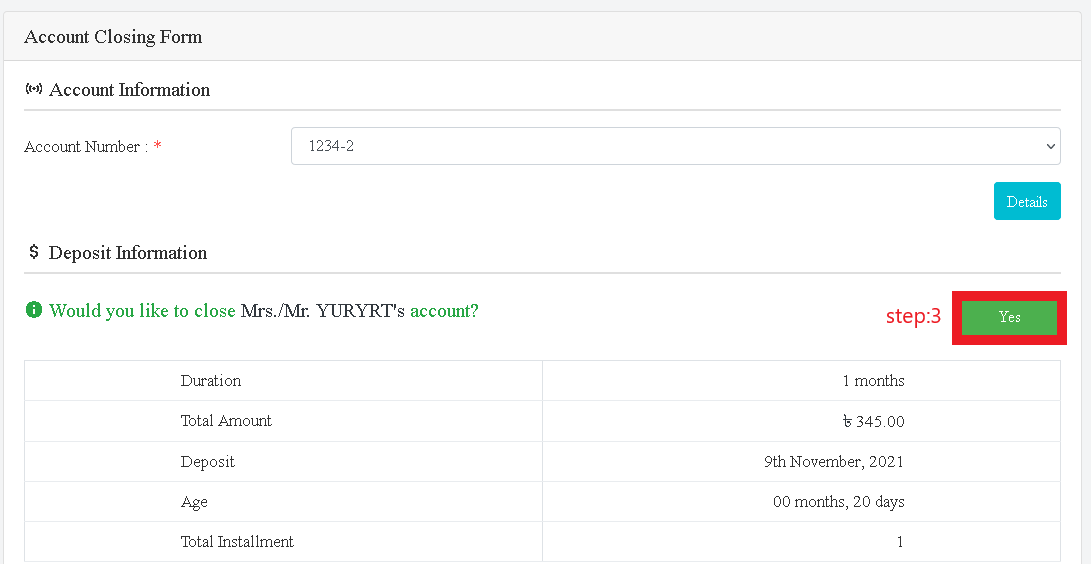 Account Closing Form
Account Information
Account Number : *
1234-2
Details
$ Deposit Information
Would you like to close Mrs./Mr. YURYRT's account?
step:3
Yes
Duration 1 months
Total Amount ৳ 345.00
Deposit 9th November, 2021
Age 00 months, 20 days
Total Installment 1